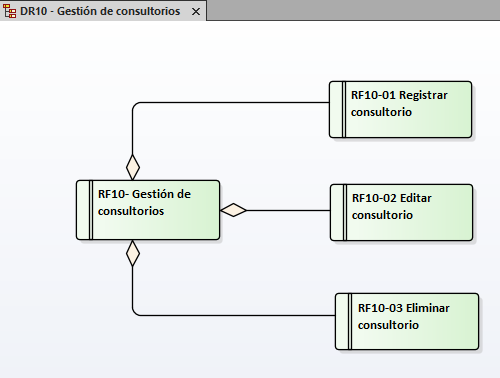 DR10 - Gestión de consultorios
RF10-01 Registrar
consultorio
RF10- Gestión de
consultorios
RF10-02 Editar
consultorio
RF10-03 Eliminar
consultorio